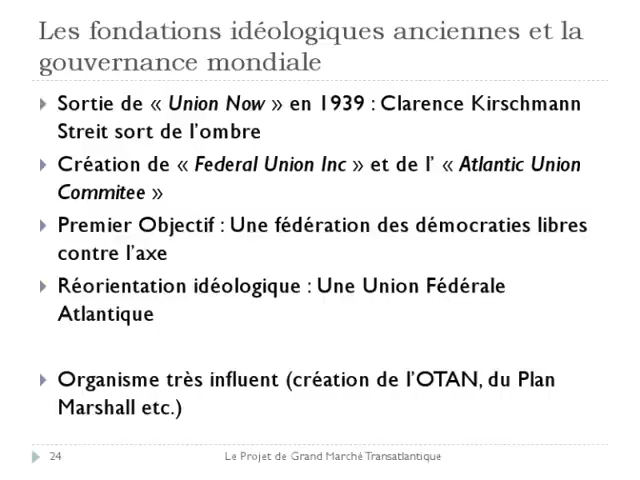 Les fondations idéologiques anciennes et la
gouvernance mondiale
Sortie de « Union Now » en 1939 : Clarence Kirschmann
Streit sort de l'ombre
Création de « Federal Union Inc » et de l' « Atlantic Union
Commitee »
Premier Objectif : Une fédération des démocraties libres
contre l'axe
Réorientation idéologique : Une Union Fédérale
Atlantique
Organisme très influent (création de l'OTAN, du Plan
Marshall etc.)
24 Le Projet de Grand Marché Transatlantique